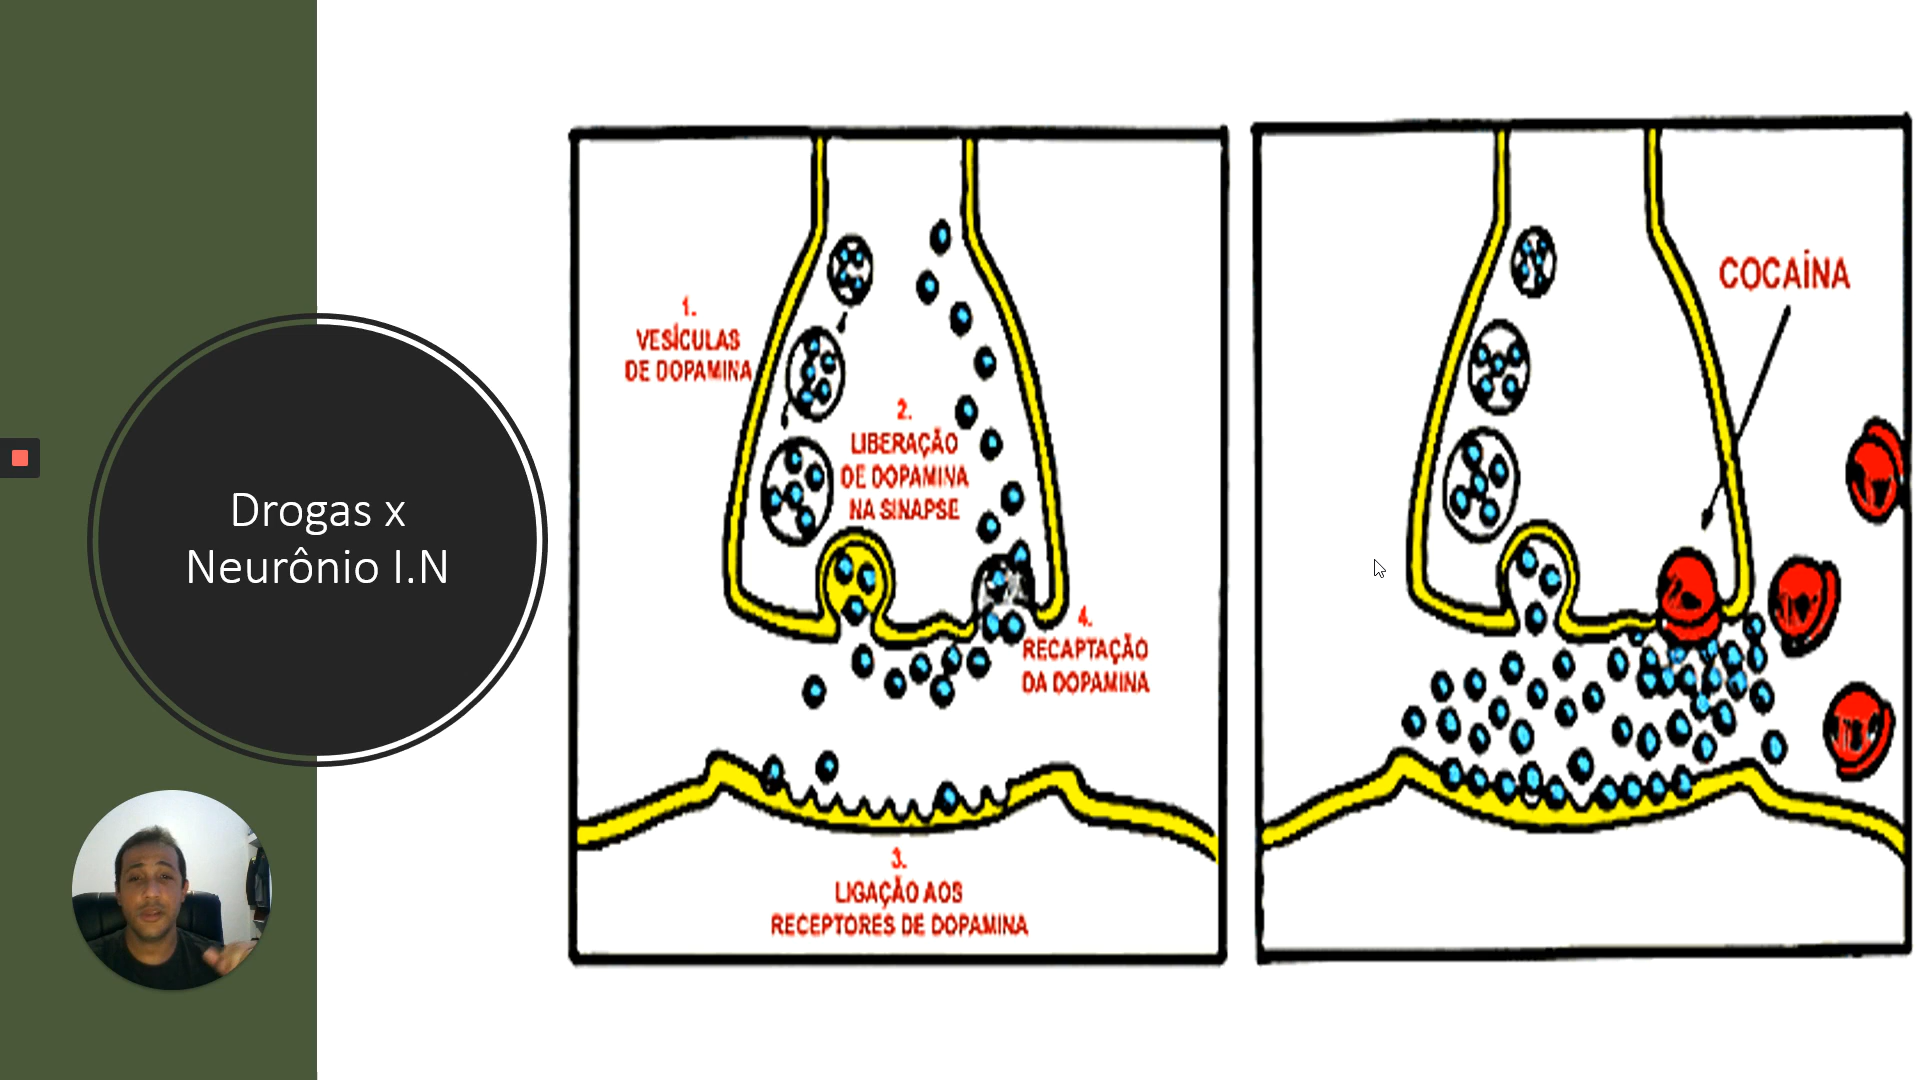 Drogas x
Neurônio I.N
1.
VESÍCULAS
DE DOPAMINA
2.
LIBERAÇÃO
DE DOPAMINA
NA SINAPSE
4.
RECAPTAÇÃO
DA DOPAMINA
3.
LIGAÇÃO AOS
RECEPTORES DE DOPAMINA
COCAÍNA